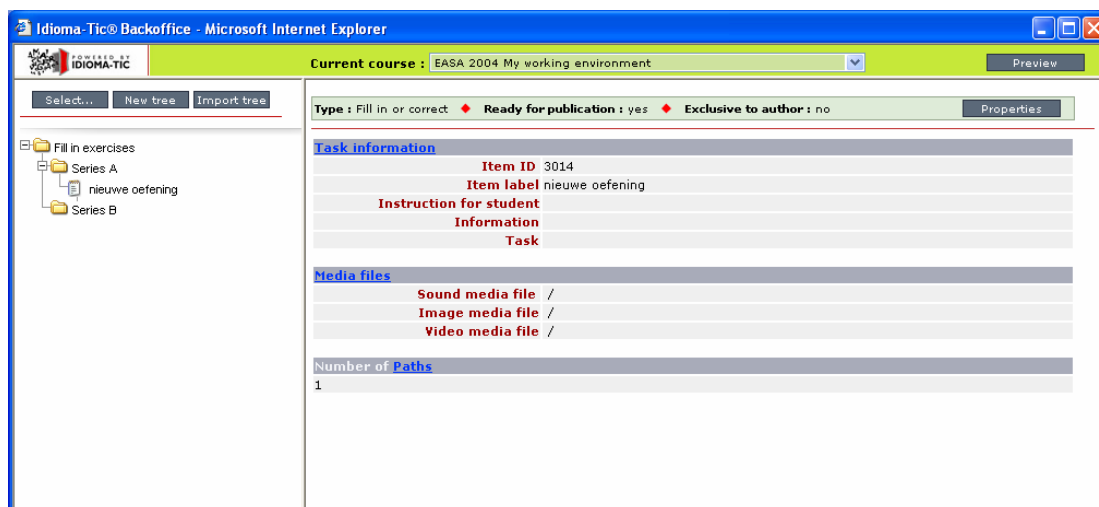 Idioma-Tic® Backoffice - Microsoft Internet Explorer
POWERED BY
IDIOMA-TIC
Current course : EASA 2004 My working environment
Preview
Select... New tree Import tree
Type : Fill in or correct ♦ Ready for publication : yes ♦ Exclusive to author : no
Properties
Fill in exercises
Series A
nieuwe oefening
Series B
Task information
Item ID 3014
Item label nieuwe oefening
Instruction for student
Information
Task
Media files
Sound media file /
Image media file /
Video media file /
Number of Paths
1